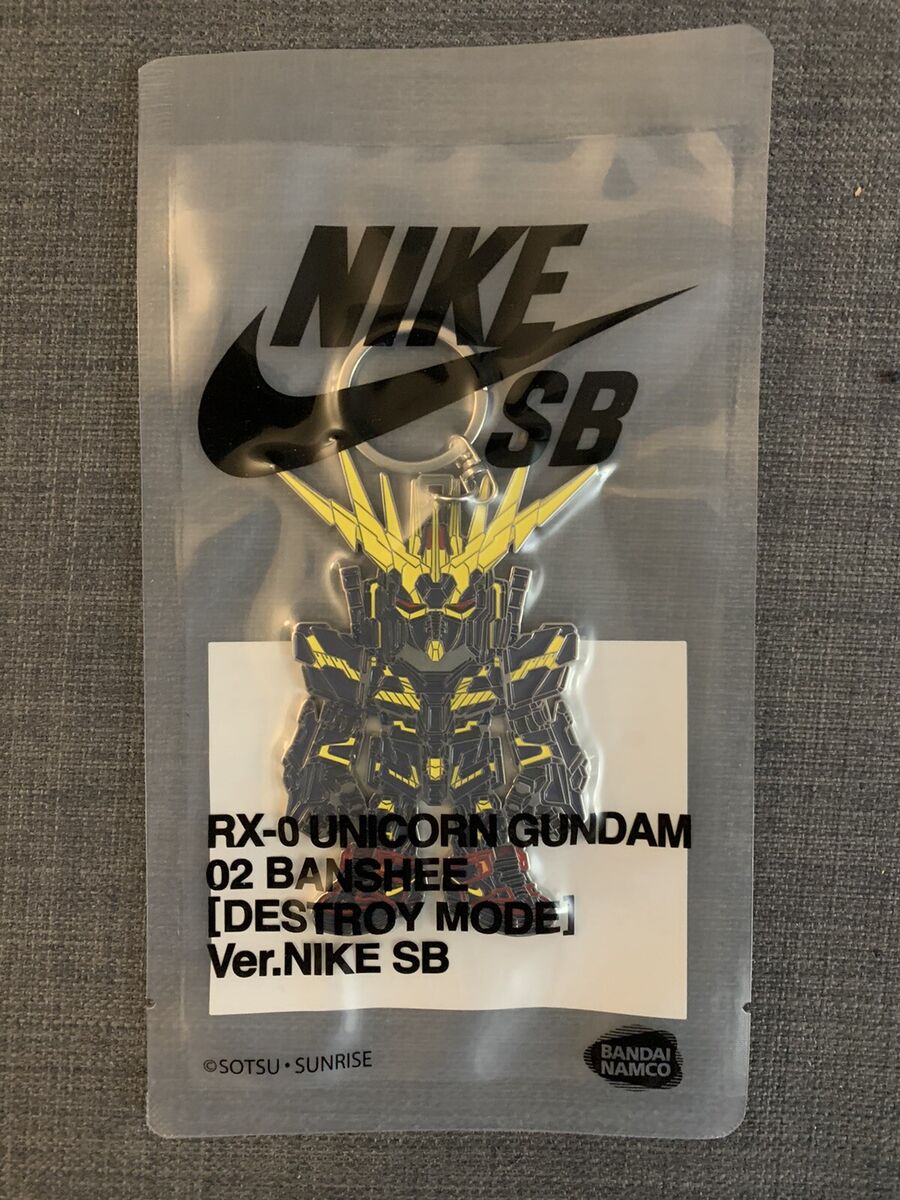 NIKE
SB
RX-0 UNICORN GUNDAM
02 BANSHEE
[DESTROY MODE]
Ver.NIKE SB
©SOTSU・SUNRISE
BANDAI
NAMCO